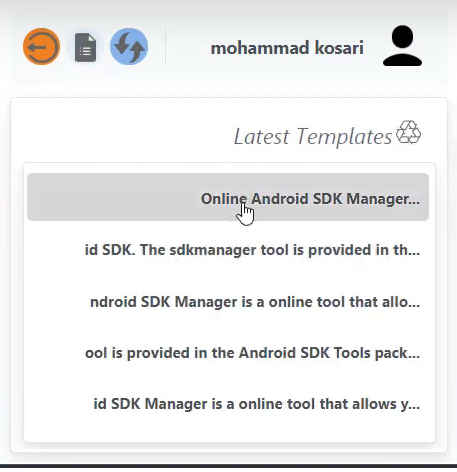 mohammad kosari
Latest Templates
Online Android SDK Manager...
id SDK. The sdkmanager tool is provided in th...
ndroid SDK Manager is a online tool that allo...
ool is provided in the Android SDK Tools pack...
id SDK Manager is a online tool that allows y...